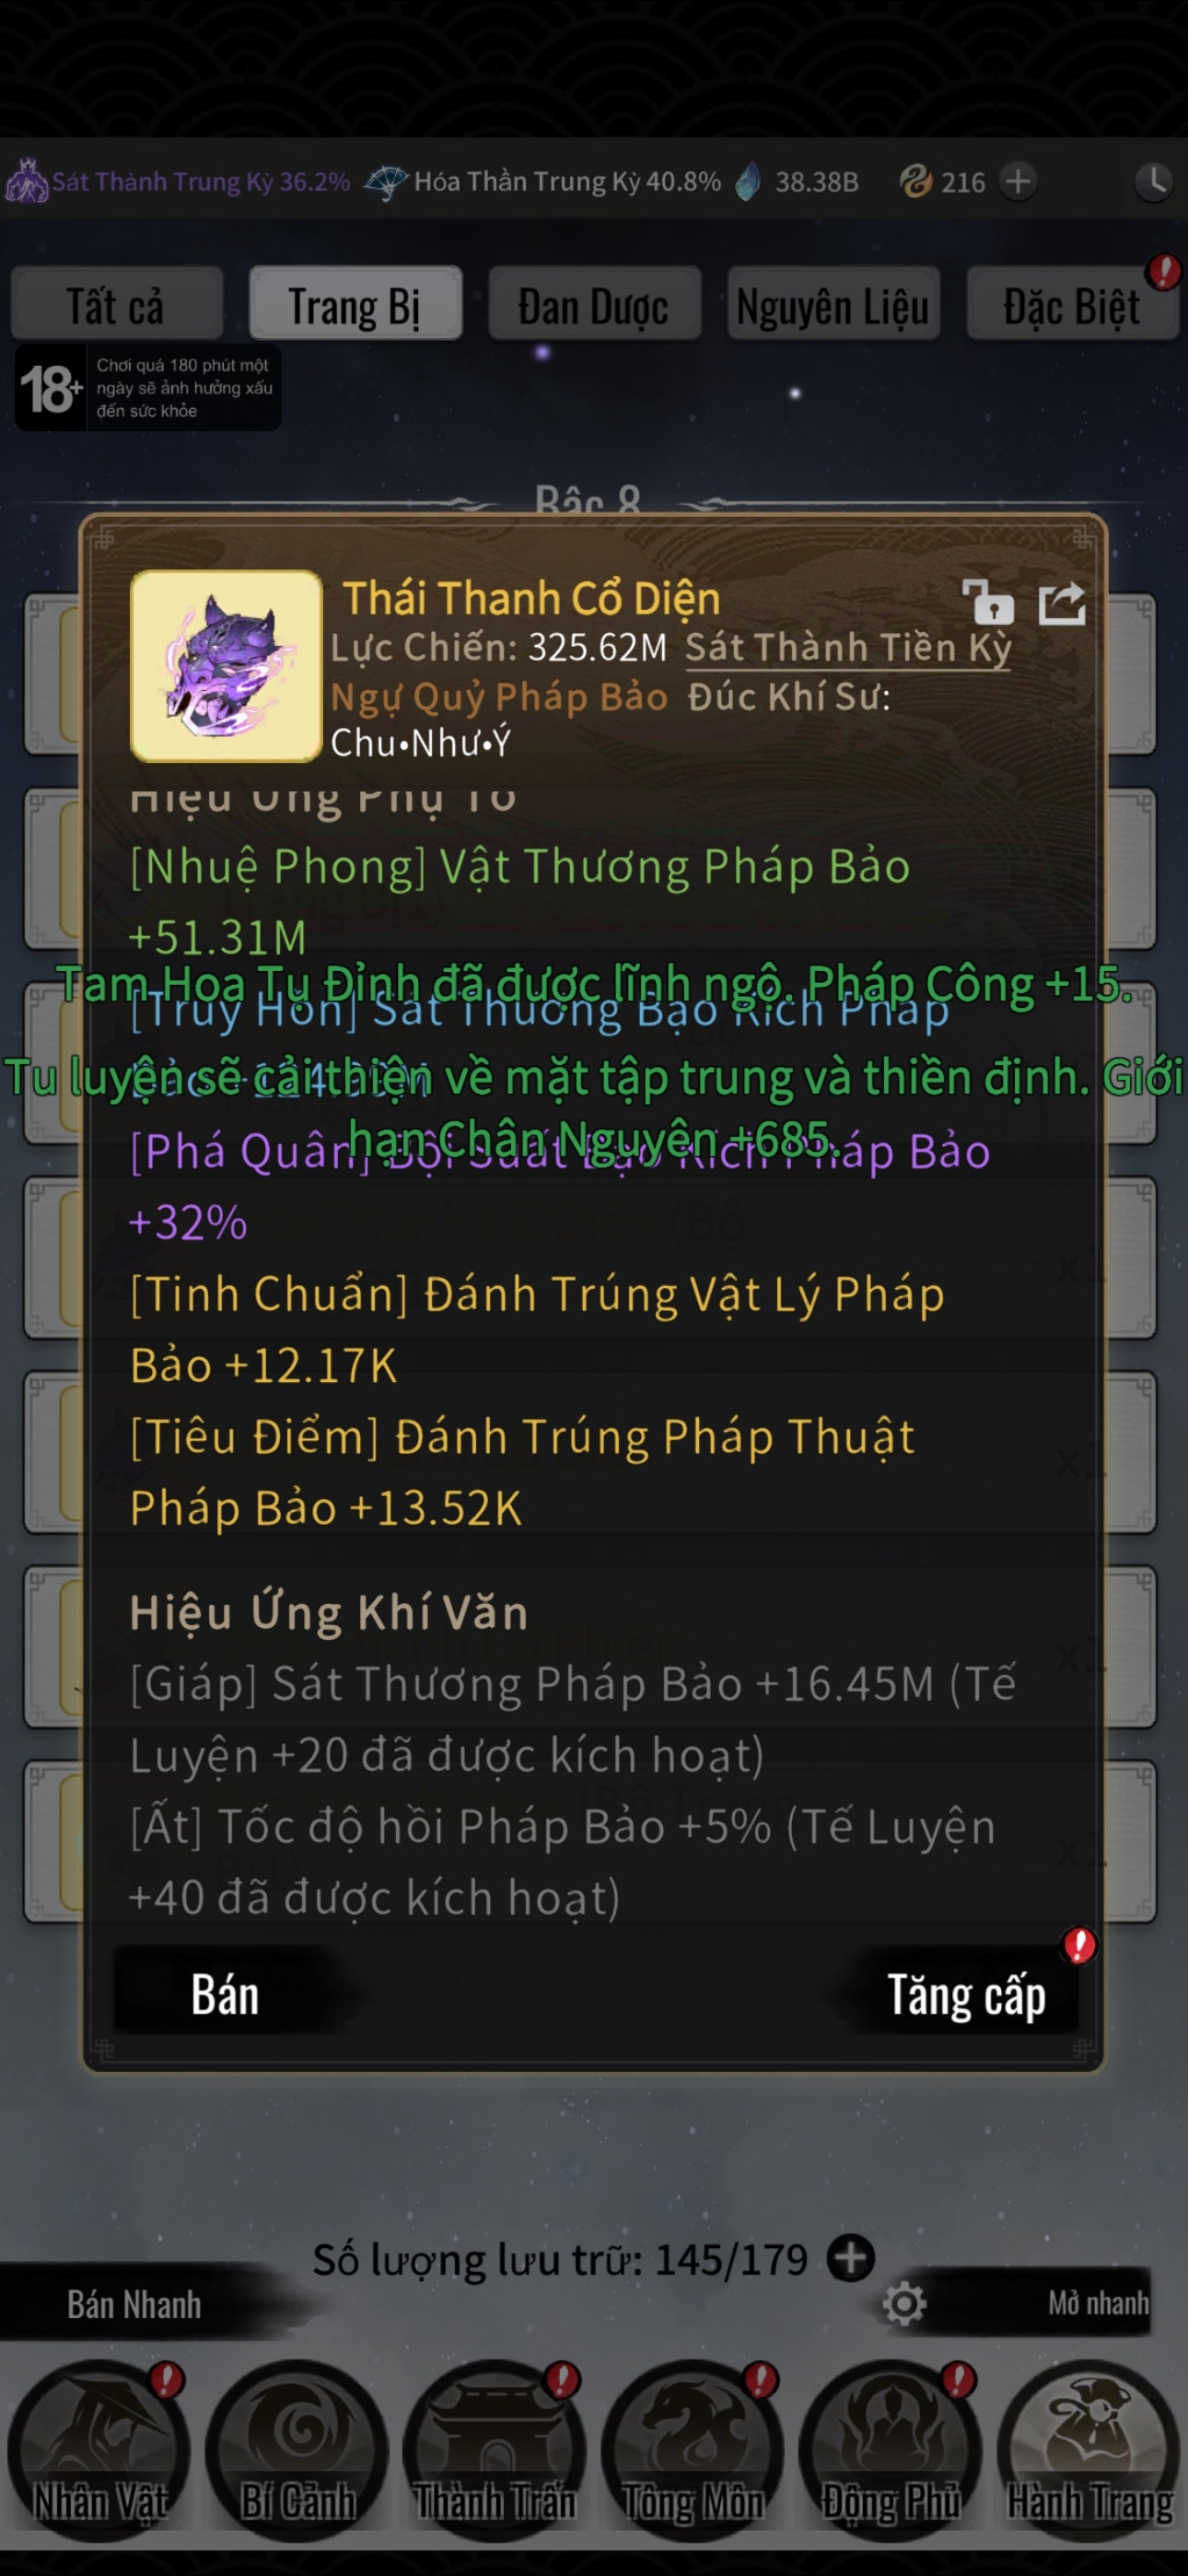 Sát Thành Trung Kỳ 36.2% Hóa Thần Trung Kỳ 40.8% 38.38B 216
Tất cả Trang Bị Đan Dược Nguyên Liệu Đặc Biệt
18+ Chơi quá 180 phút một
ngày sẽ ảnh hưởng xấu
đến sức khỏe
Bậc 8
Thái Thanh Cổ Diện
Lực Chiến: 325.62M Sát Thành Tiền Kỳ
Ngự Quỷ Pháp Bảo Đúc Khí Sư:
Chu•Như•Ý
Hiệu Ứng Phụ Tố
[Nhuệ Phong] Vật Thương Pháp Bảo
+51.31M
Tam Hoa Tụ Đỉnh đã được lĩnh ngộ. Pháp Công +15.
[Truy Hồn] Sát Thương Bạo Kích Pháp
Tu luyện sẽ cải thiện về mặt tập trung và thiền định. Giới
hạn Chân Nguyên +685.
[Phá Quân] Bội Suất Bạo Kích Pháp Bảo
+32%
[Tinh Chuẩn] Đánh Trúng Vật Lý Pháp
Bảo +12.17K
[Tiêu Điểm] Đánh Trúng Pháp Thuật
Pháp Bảo +13.52K
Hiệu Ứng Khí Văn
[Giáp] Sát Thương Pháp Bảo +16.45M (Tế
Luyện +20 đã được kích hoạt)
[Ất] Tốc độ hồi Pháp Bảo +5% (Tế Luyện
+40 đã được kích hoạt)
Bán Tăng cấp
Số lượng lưu trữ: 145/179
Bán Nhanh Mở nhanh
Nhân Vật Bí Cảnh Thành Trấn Tông Môn Động Phủ Hành Trang